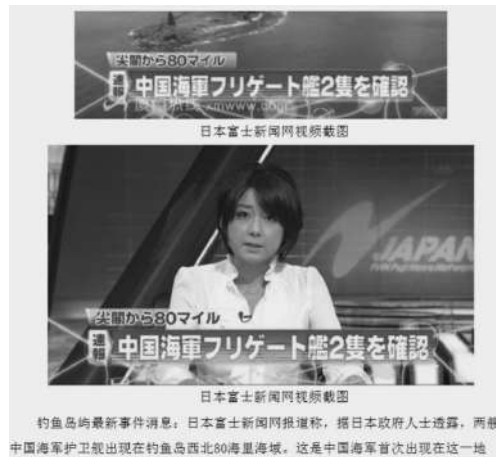 尖閣から80マイル
速報 中国海軍フリゲート艦2隻を確認
日本富士新闻网视频截图
JAPAN
尖閣から80マイル
速報 中国海軍フリゲート艦2隻を確認
日本富士新闻网视频截图
钓鱼岛屿最新事件消息：日本富士新闻网报道称，据日本政府人士透露，两艘
中国海军护卫舰出现在钓鱼岛西北80海里海域。这是中国海军首次出现在这一地